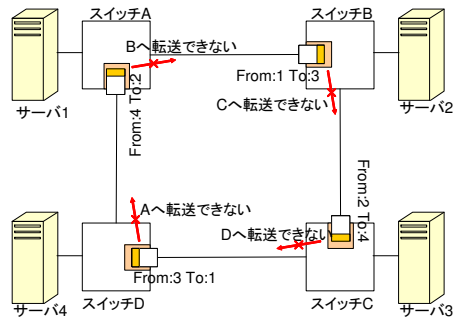 スイッチA
スイッチB
Bへ転送できない
From:1 To:3
Cへ転送できない
サーバ1
サーバ2
From:4 To:2
From:2 To:4
Aへ転送できない
Dへ転送できない
From:3 To:1
サーバ4
スイッチD
スイッチC
サーバ3